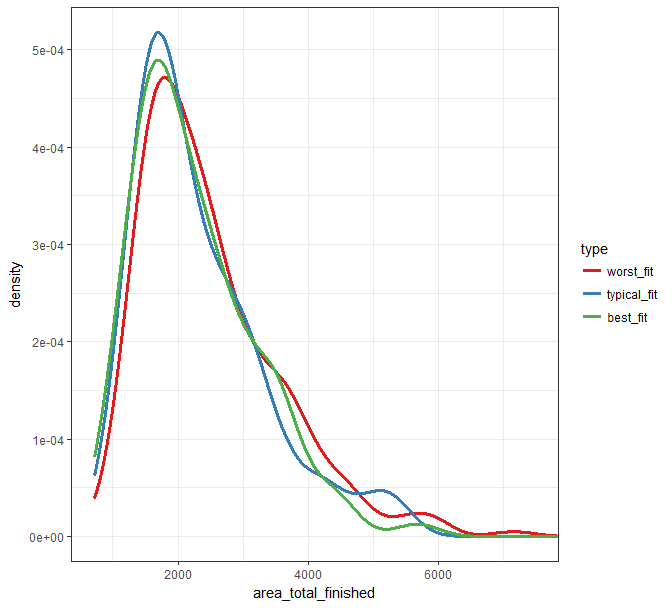 5e-04
4e-04
3e-04
2e-04
1e-04
0e+00
density
2000
4000
6000
area_total_finished
type
worst_fit
typical_fit
best_fit